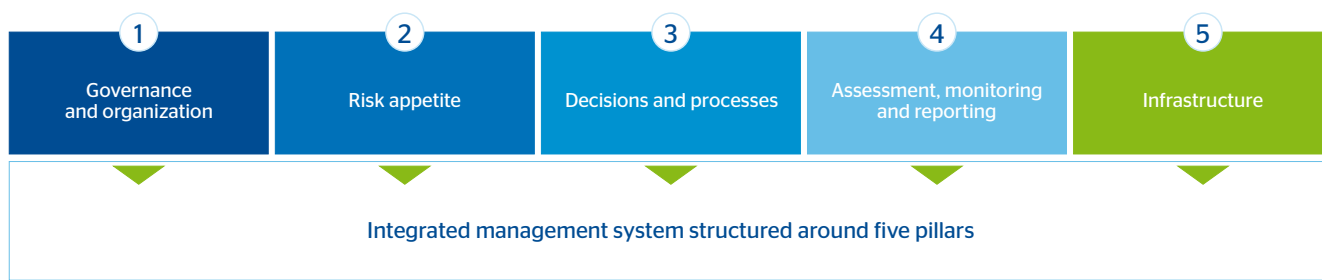 1
Governance
and organization
2
Risk appetite
3
Decisions and processes
4
Assessment, monitoring
and reporting
5
Infrastructure
Integrated management system structured around five pillars